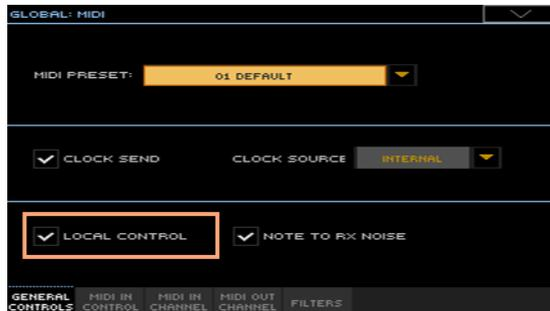 GLOBAL: MIDI
MIDI PRESET: 01 DEFAULT
CLOCK SEND CLOCK SOURCE INTERNAL
LOCAL CONTROL NOTE TO RX NOISE
GENERAL CONTROLS MIDI IN CONTROL MIDI IN CHANNEL MIDI OUT CHANNEL FILTERS